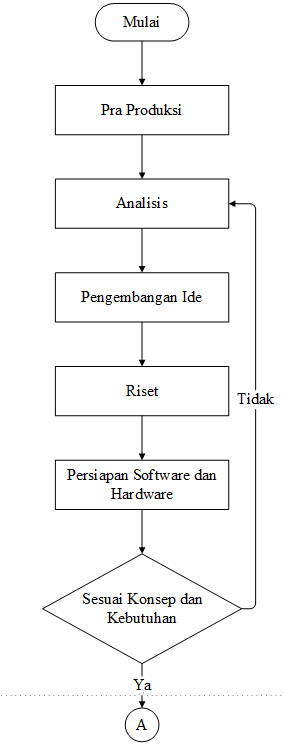 Mulai
Pra Produksi
Analisis
Pengembangan Ide
Riset
Tidak
Persiapan Software dan
Hardware
Sesuai Konsep dan
Kebutuhan
Ya
A